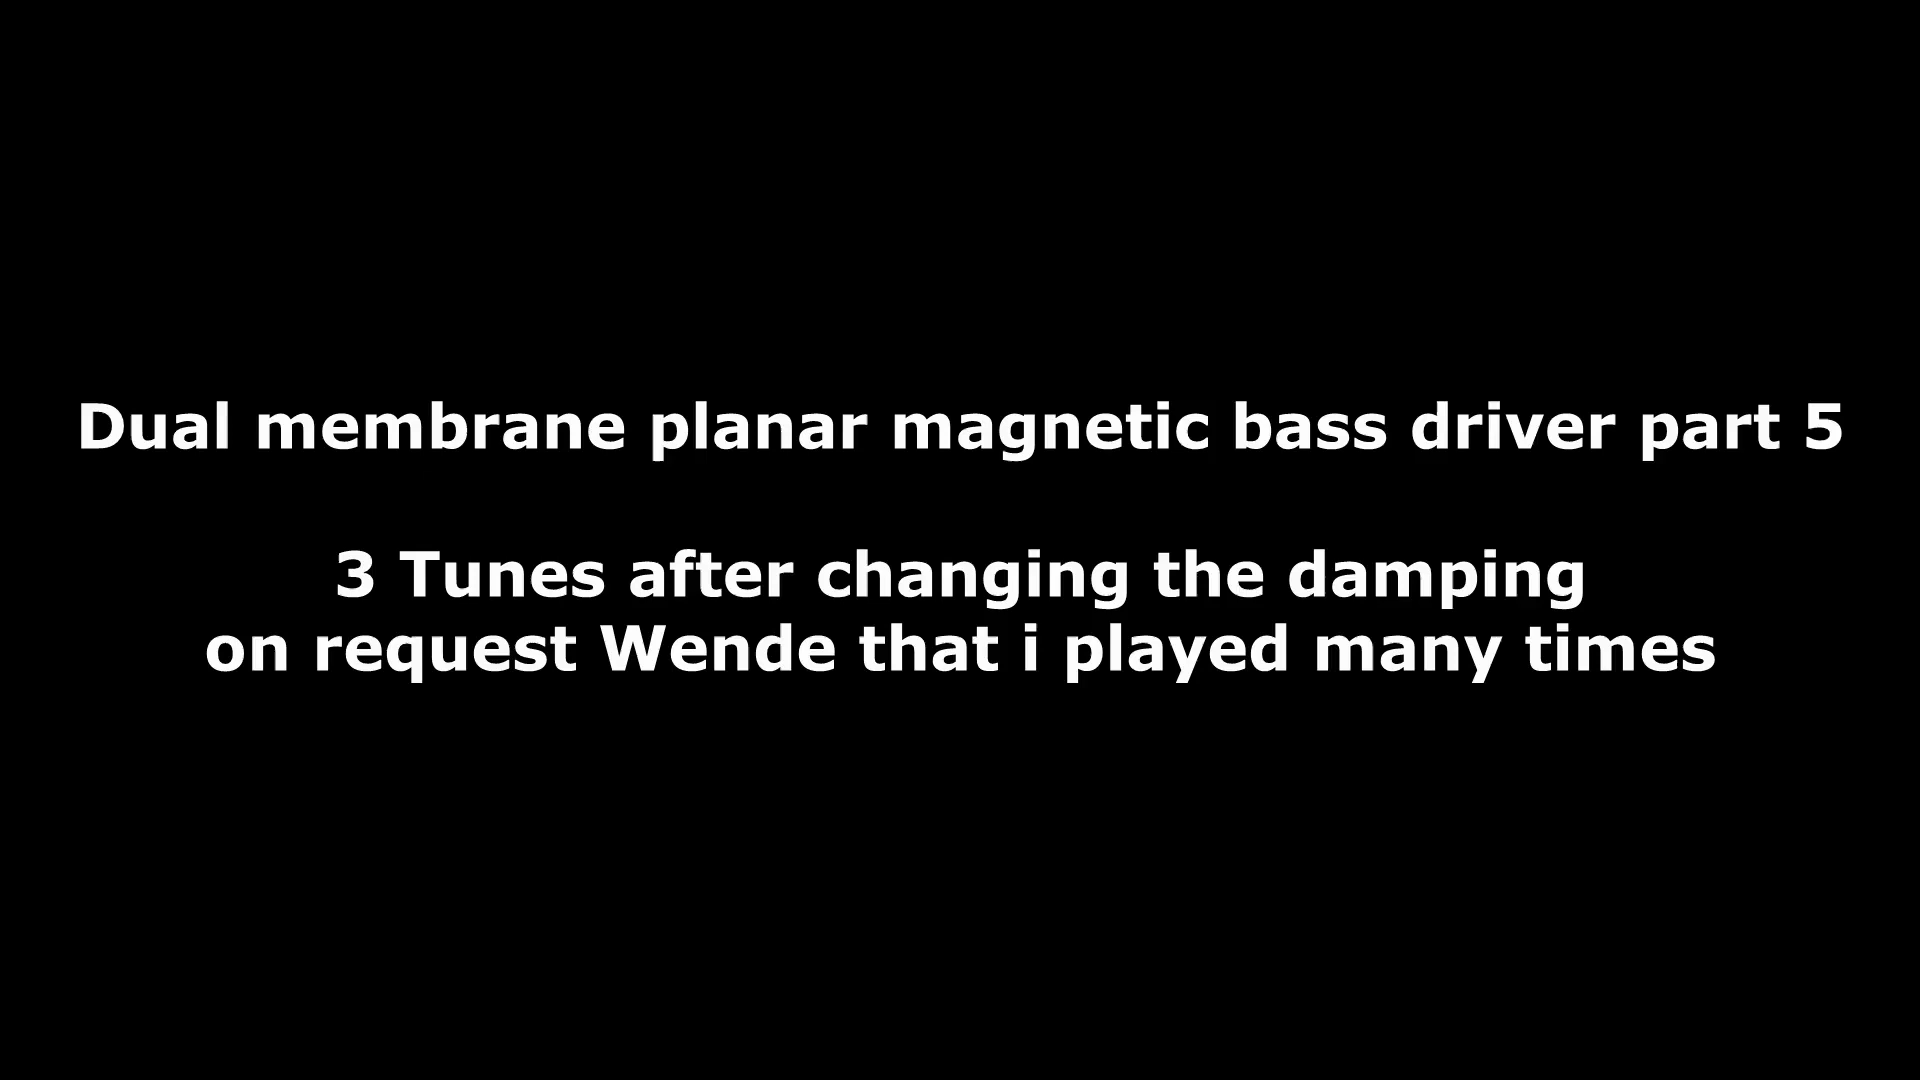 Dual membrane planar magnetic bass driver part 5
3 Tunes after changing the damping
on request Wende that i played many times